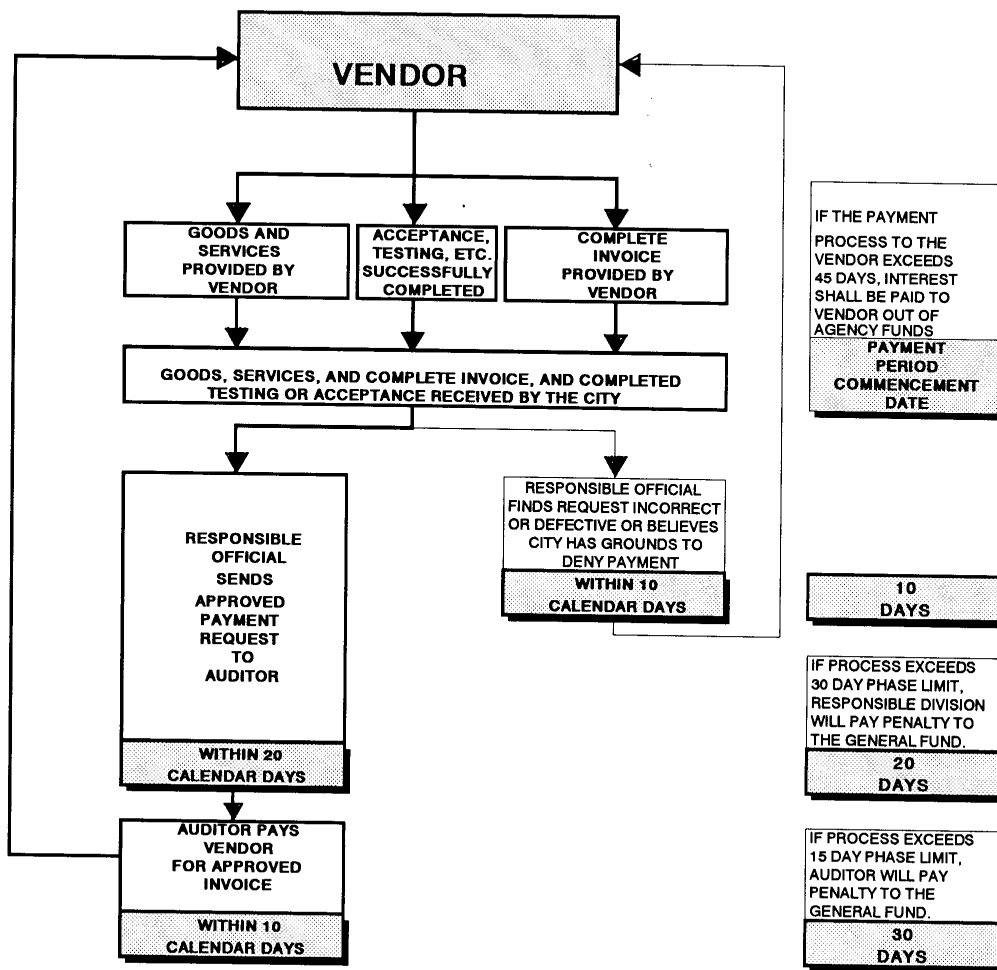 VENDOR
GOODS AND
SERVICES
PROVIDED BY
VENDOR
ACCEPTANCE,
TESTING, ETC.
SUCCESSFULLY
COMPLETED
COMPLETE
INVOICE
PROVIDED BY
VENDOR
GOODS, SERVICES, AND COMPLETE INVOICE, AND COMPLETED
TESTING OR ACCEPTANCE RECEIVED BY THE CITY
IF THE PAYMENT
PROCESS TO THE
VENDOR EXCEEDS
45 DAYS, INTEREST
SHALL BE PAID TO
VENDOR OUT OF
AGENCY FUNDS
PAYMENT
PERIOD
COMMENCEMENT
DATE
RESPONSIBLE
OFFICIAL
SENDS
APPROVED
PAYMENT
REQUEST
TO
AUDITOR
WITHIN 20
CALENDAR DAYS
RESPONSIBLE OFFICIAL
FINDS REQUEST INCORRECT
OR DEFECTIVE OR BELIEVES
CITY HAS GROUNDS TO
DENY PAYMENT
WITHIN 10
CALENDAR DAYS
10
DAYS
IF PROCESS EXCEEDS
30 DAY PHASE LIMIT,
RESPONSIBLE DIVISION
WILL PAY PENALTY TO
THE GENERAL FUND.
20
DAYS
AUDITOR PAYS
VENDOR
FOR APPROVED
INVOICE
WITHIN 10
CALENDAR DAYS
IF PROCESS EXCEEDS
15 DAY PHASE LIMIT,
AUDITOR WILL PAY
PENALTY TO THE
GENERAL FUND.
30
DAYS